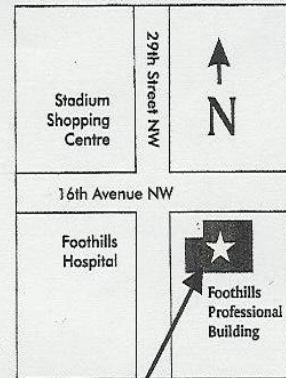 29th Street NW
N
Stadium
Shopping
Centre
16th Avenue NW
Foothills
Hospital
Foothills
Professional
Building